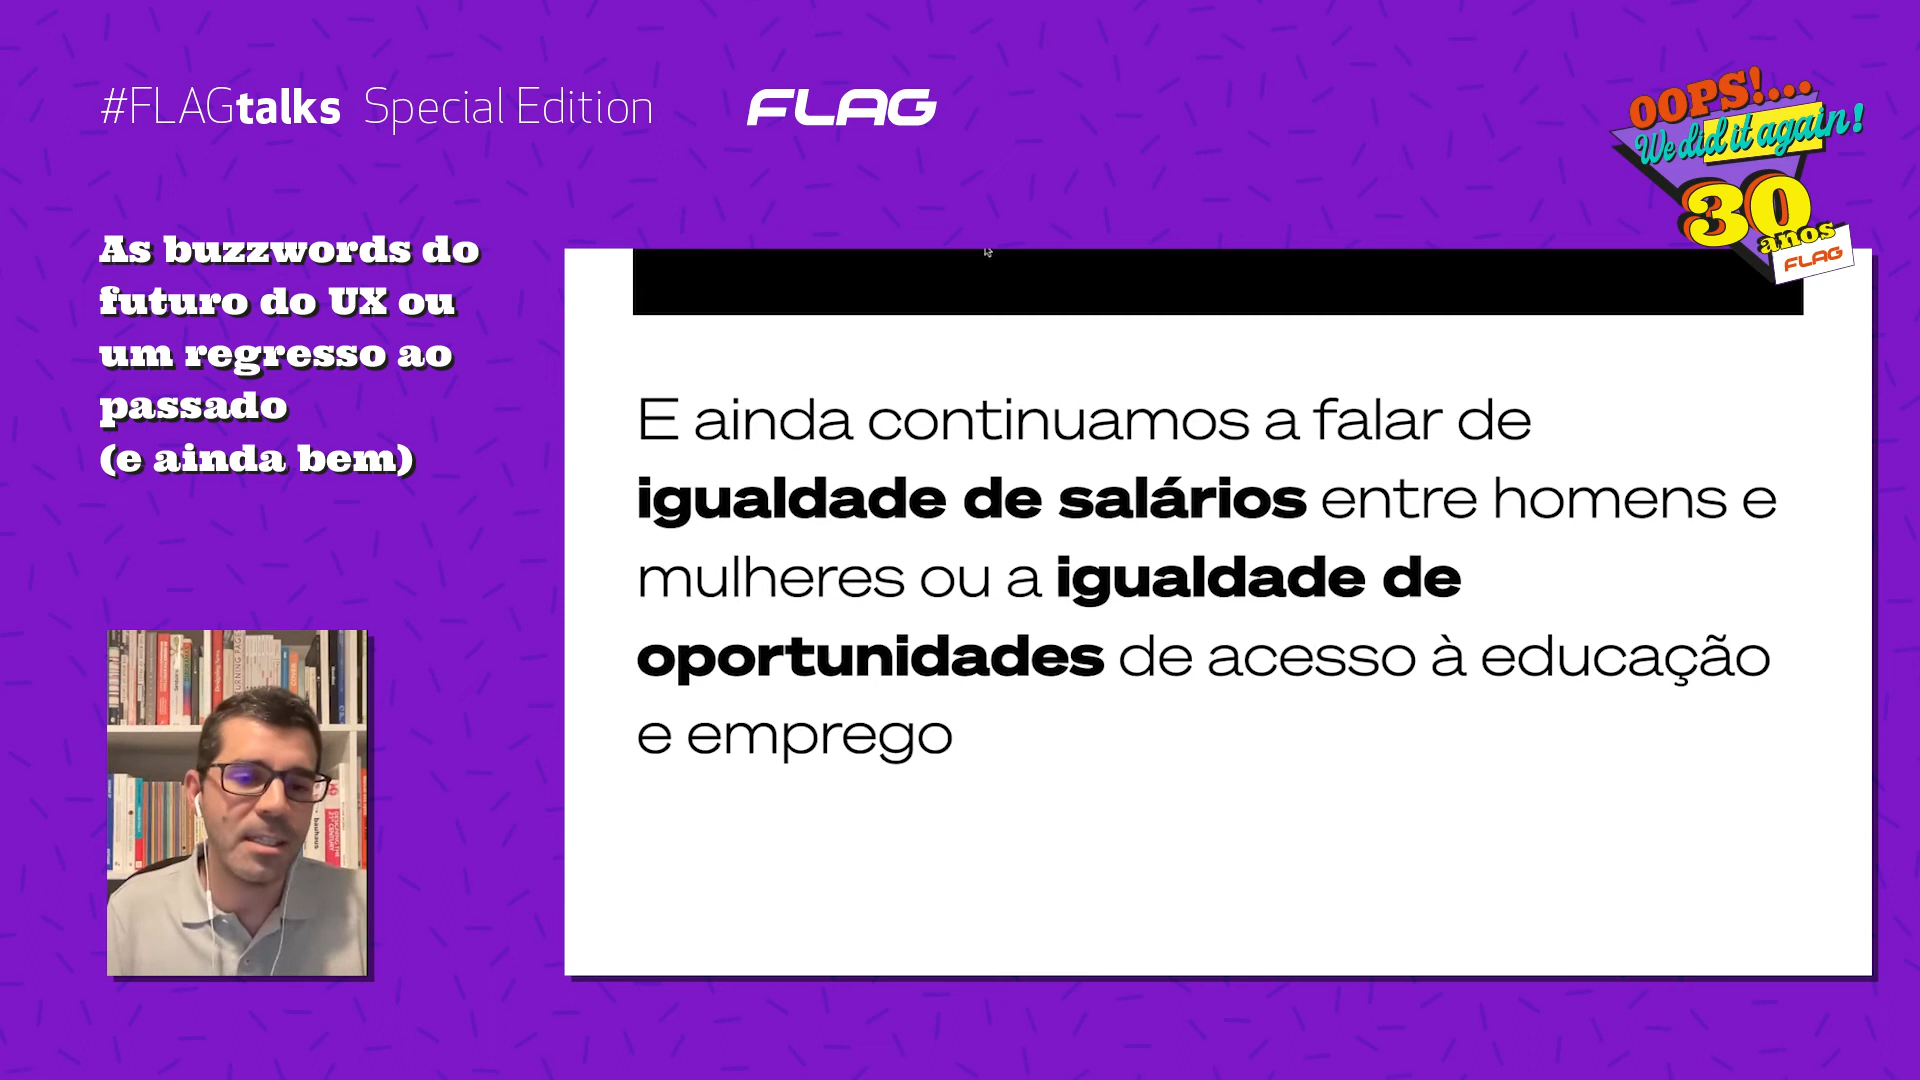 #FLAGtalks Special Edition
FLAG
OOPS!...
We did it again!
30
anos
FLAG
As buzzwords do
futuro do UX ou
um regresso ao
passado
(e ainda bem)
E ainda continuamos a falar de
igualdade de salários entre homens e
mulheres ou a igualdade de
oportunidades de acesso à educação
e emprego
bauhaus